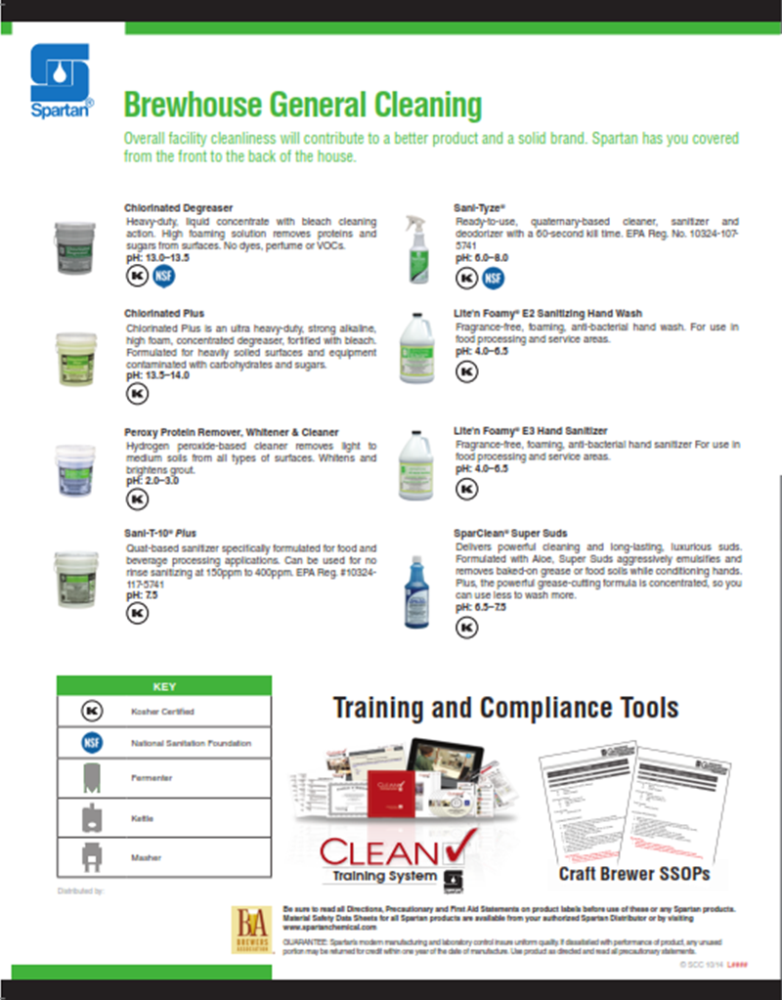 Spartan®
Brewhouse General Cleaning
Overall facility cleanliness will contribute to a better product and a solid brand. Spartan has you covered
from the front to the back of the house.
Chlorinated Degreaser
Heavy-duty, liquid concentrate with bleach cleaning
action. High foaming solution removes proteins and
sugars from surfaces. No dyes, perfume or VOCs.
pH: 13.0–13.5
K NSF
Chlorinated Plus
Chlorinated Plus is an ultra heavy-duty, strong alkaline,
high foam, concentrated degreaser, fortified with bleach.
Formulated for heavily soiled surfaces and equipment
contaminated with carbohydrates and sugars.
pH: 13.5–14.0
K
Peroxy Protein Remover, Whitener & Cleaner
Hydrogen peroxide-based cleaner removes light to
medium soils from all types of surfaces. Whitens and
brightens grout.
pH: 2.0–3.0
K
Sani-T-10® Plus
Quat-based sanitizer specifically formulated for food and
beverage processing applications. Can be used for no
rinse sanitizing at 150ppm to 400ppm. EPA Reg. #10324-
117-5741
pH: 7.5
K
Sani-Tyze®
Ready-to-use, quaternary-based cleaner, sanitizer and
deodorizer with a 60-second kill time. EPA Reg. No. 10324-107-
5741
pH: 6.0–8.0
K NSF
Lite'n Foamy® E2 Sanitizing Hand Wash
Fragrance-free, foaming, anti-bacterial hand wash. For use in
food processing and service areas.
pH: 4.0–6.5
K
Lite'n Foamy® E3 Hand Sanitizer
Fragrance-free, foaming, anti-bacterial hand sanitizer For use in
food processing and service areas.
pH: 4.0–6.5
K
SparClean® Super Suds
Delivers powerful cleaning and long-lasting, luxurious suds.
Formulated with Aloe, Super Suds aggressively emulsifies and
removes baked-on grease or food soils while conditioning hands.
Plus, the powerful grease-cutting formula is concentrated, so you
can use less to wash more.
pH: 6.5–7.5
K
KEY
K Kosher Certified
NSF National Sanitation Foundation
Fermenter
Kettle
Masher
Distributed by:
Training and Compliance Tools
CLEAN
CLEAN
Training System
Craft Brewer SSOPs
BA
BREWERS
ASSOCIATION
Be sure to read all Directions, Precautionary and First Aid Statements on product labels before use of these or any Spartan products.
Material Safety Data Sheets for all Spartan products are available from your authorized Spartan Distributor or by visiting
www.spartanchemical.com
GUARANTEE: Spartan's modern manufacturing and laboratory control insure uniform quality. If dissatisfied with performance of product, any unused
portion may be returned for credit within one year of the date of manufacture. Use product as directed and read all precautionary statements.
© SCC 10/14 L####